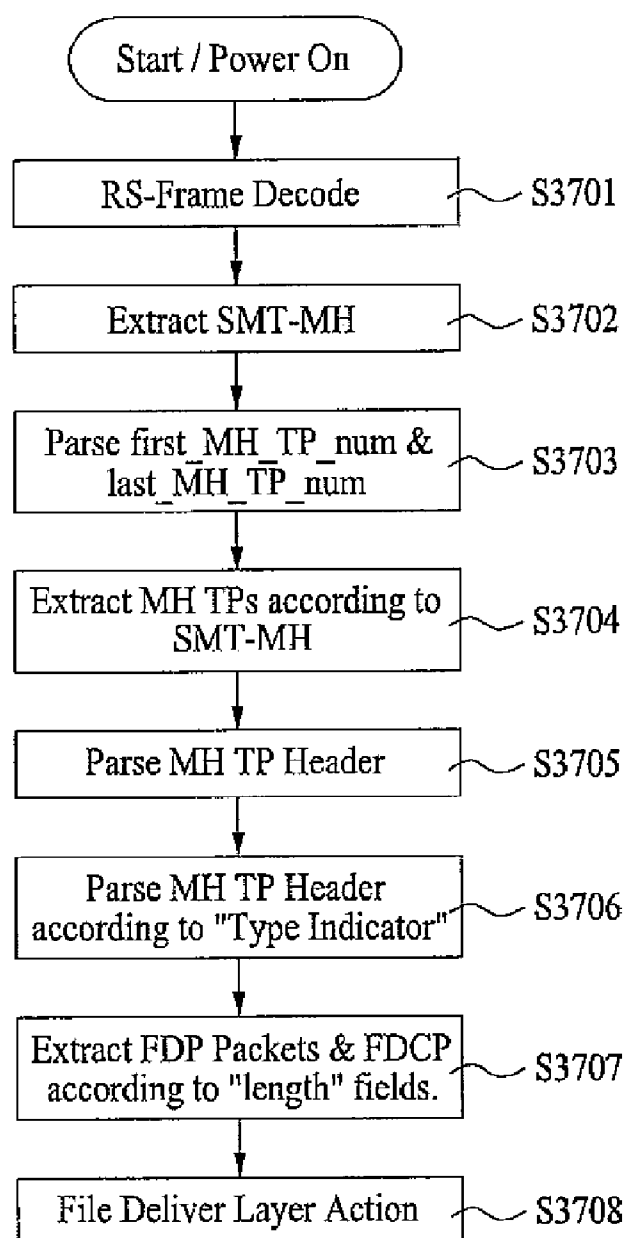 Start / Power On
RS-Frame Decode
S3701
Extract SMT-MH
S3702
Parse first_MH_TP_num &
last_MH_TP_num
S3703
Extract MH TPs according to
SMT-MH
S3704
Parse MH TP Header
S3705
Parse MH TP Header
according to "Type Indicator"
S3706
Extract FDP Packets & FDCP
according to "length" fields.
S3707
File Deliver Layer Action
S3708